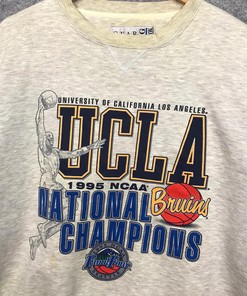 UNIVERSITY OF CALIFORNIA LOS ANGELES.
UCLA
1995 NCAA
Bruins
NATIONAL
CHAMPIONS